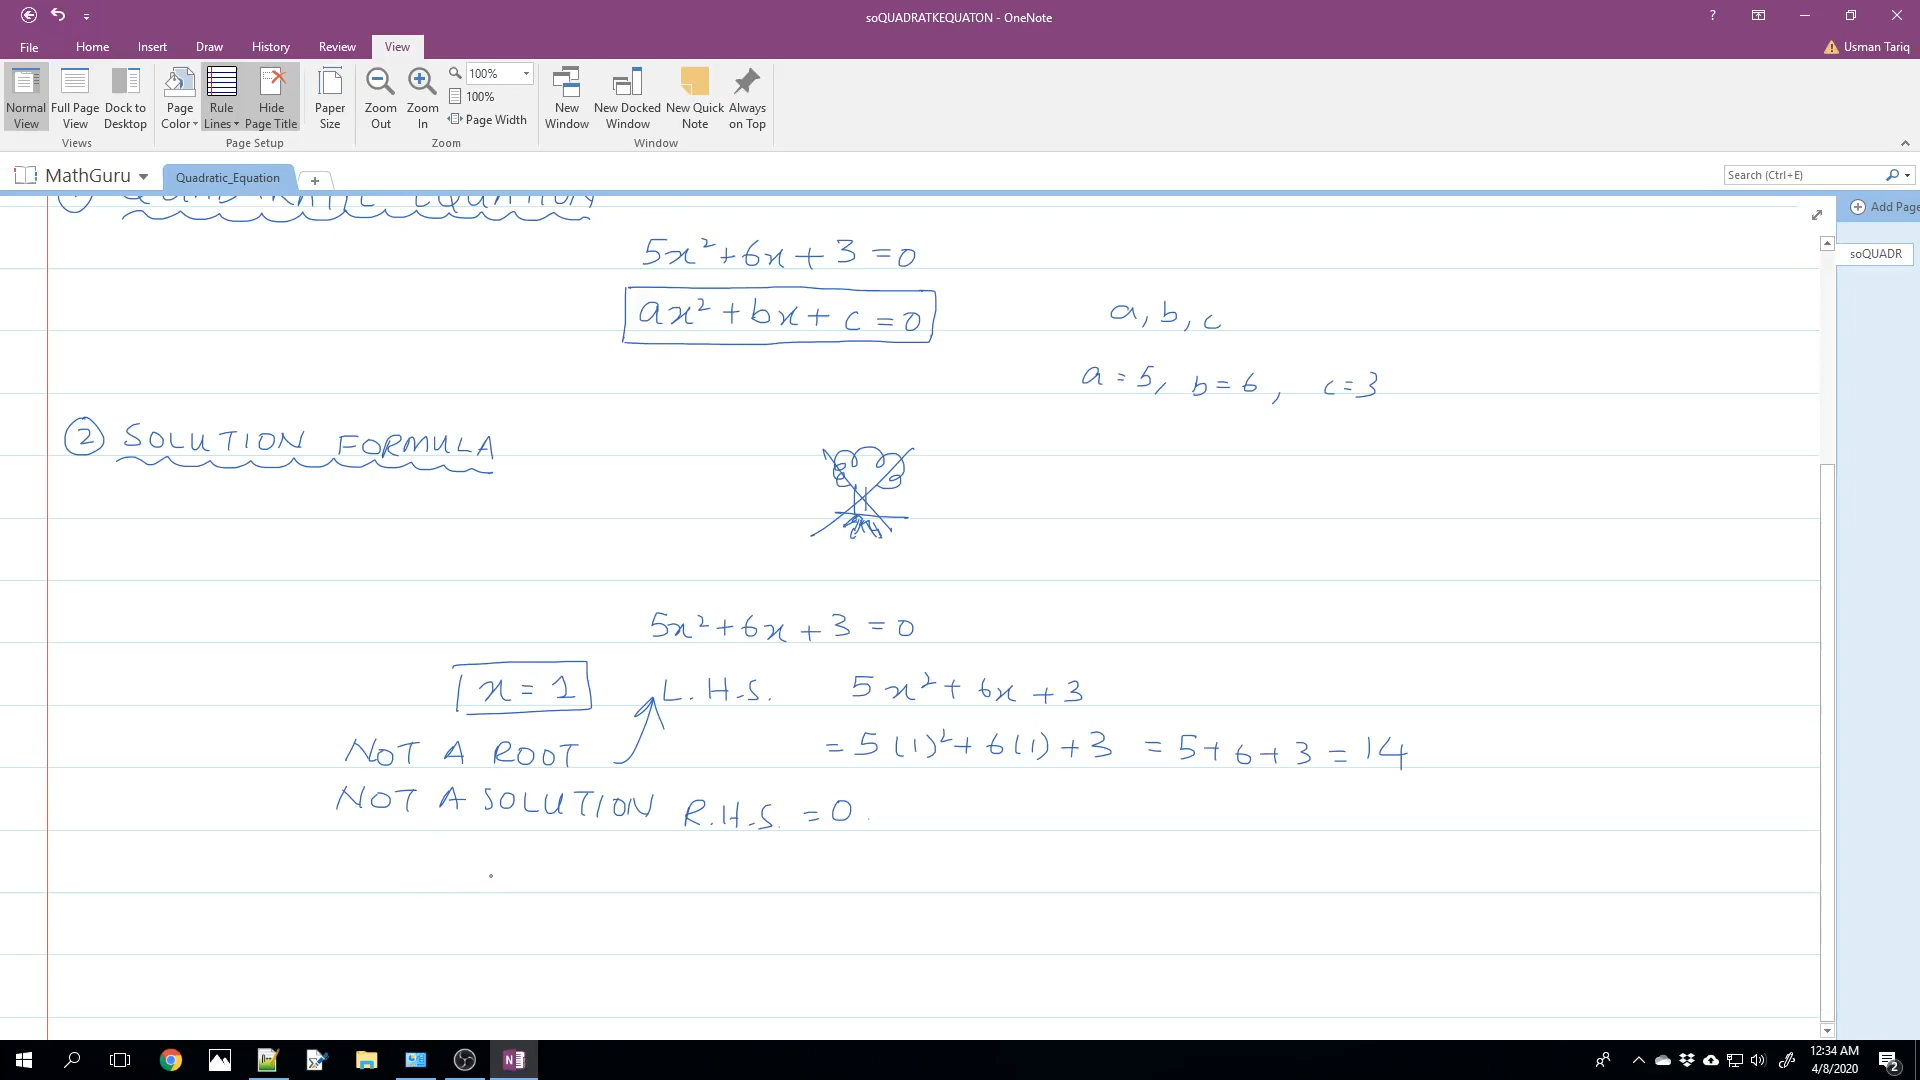 soQUADRATKEQUATON - OneNote
?
File Home Insert Draw History Review View
Usman Tariq
Normal View
Full Page View
Dock to Desktop
Page Color
Rule Lines
Hide Page Title
Paper Size
Zoom Out
Zoom In
100%
100%
Page Width
New Window
New Docked Window
New Quick Note
Always on Top
Views Page Setup Zoom Window
MathGuru
Quadratic_Equation
Search (Ctrl+E)
Add Page
soQUADR
QUADRATIC EQUATION
5x²+6x+3=0
ax²+bx+c=0
a, b, c
a=5, b=6, c=3
② SOLUTION FORMULA
5x²+6x+3=0
x=1
L.H.S. 5x²+6x+3
NOT A ROOT
=5(1)²+6(1)+3 =5+6+3=14
NOT A SOLUTION
R.H.S. =0
12:34 AM
4/8/2020
2